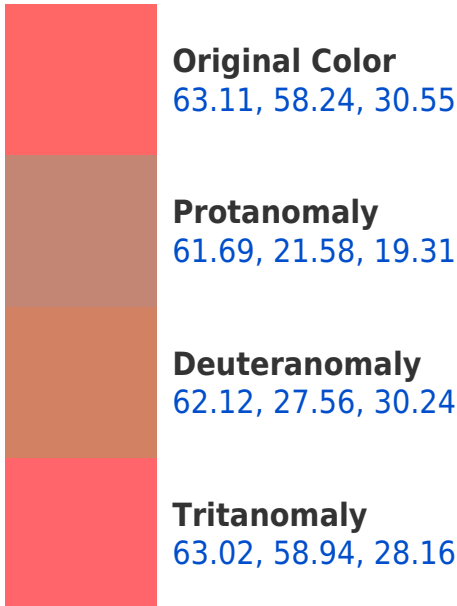 Original Color
63.11, 58.24, 30.55
Protanomaly
61.69, 21.58, 19.31
Deuteranomaly
62.12, 27.56, 30.24
Tritanomaly
63.02, 58.94, 28.16